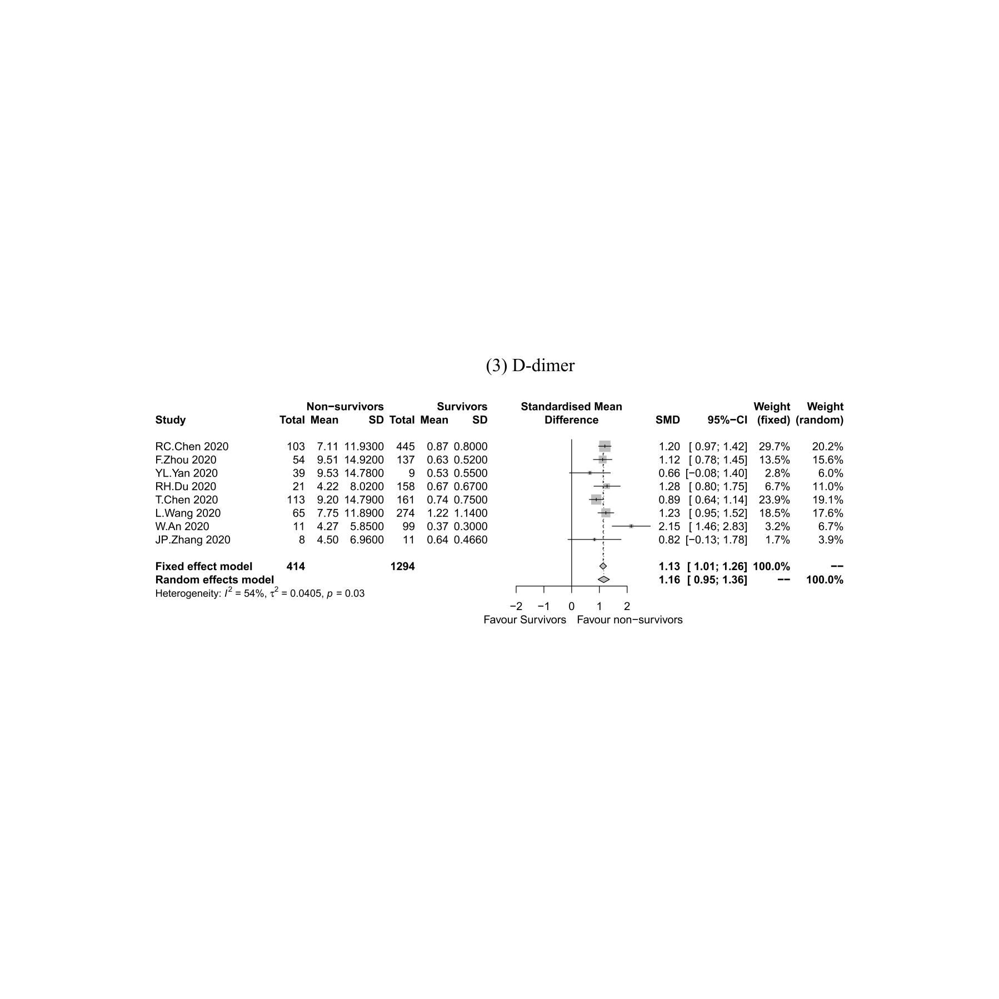 (3) D-dimer
Non−survivors Survivors Standardised Mean Weight Weight
Study Total Mean SD Total Mean SD Difference SMD 95%−CI (fixed) (random)
RC.Chen 2020 103 7.11 11.9300 445 0.87 0.8000 1.20 [ 0.97; 1.42] 29.7% 20.2%
F.Zhou 2020 54 9.51 14.9200 137 0.63 0.5200 1.12 [ 0.78; 1.45] 13.5% 15.6%
YL.Yan 2020 39 9.53 14.7800 9 0.53 0.5500 0.66 [−0.08; 1.40] 2.8% 6.0%
RH.Du 2020 21 4.22 8.0200 158 0.67 0.6700 1.28 [ 0.80; 1.75] 6.7% 11.0%
T.Chen 2020 113 9.20 14.7900 161 0.74 0.7500 0.89 [ 0.64; 1.14] 23.9% 19.1%
L.Wang 2020 65 7.75 11.8900 274 1.22 1.1400 1.23 [ 0.95; 1.52] 18.5% 17.6%
W.An 2020 11 4.27 5.8500 99 0.37 0.3000 2.15 [ 1.46; 2.83] 3.2% 6.7%
JP.Zhang 2020 8 4.50 6.9600 11 0.64 0.4660 0.82 [−0.13; 1.78] 1.7% 3.9%
Fixed effect model 414 1294 1.13 [ 1.01; 1.26] 100.0% −−
Random effects model 1.16 [ 0.95; 1.36] −− 100.0%
Heterogeneity: I² = 54%, τ² = 0.0405, p = 0.03
−2 −1 0 1 2
Favour Survivors Favour non−survivors